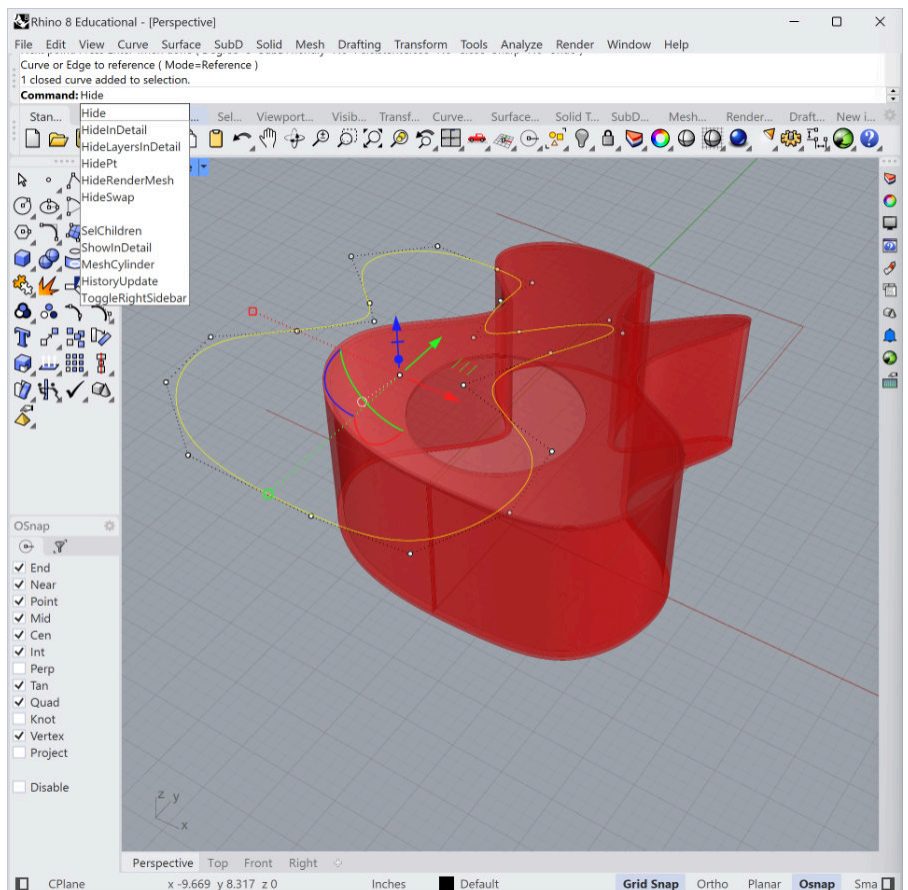 Rhino 8 Educational - [Perspective]
File Edit View Curve Surface SubD Solid Mesh Drafting Transform Tools Analyze Render Window Help
Curve or Edge to reference ( Mode=Reference )
1 closed curve added to selection.
Command: Hide
Hide
HideInDetail
HideLayersInDetail
HidePt
HideRenderMesh
HideSwap
SelChildren
ShowInDetail
MeshCylinder
HistoryUpdate
ToggleRightSidebar
Stan... Sel... Viewport... Visib... Transf... Curve... Surface... Solid T... SubD... Mesh... Render... Draft... New i...
OSnap
End
Near
Point
Mid
Cen
Int
Perp
Tan
Quad
Knot
Vertex
Project
Disable
z y
x
Perspective Top Front Right
CPlane x -9.669 y 8.317 z 0 Inches Default Grid Snap Ortho Planar Osnap Sma